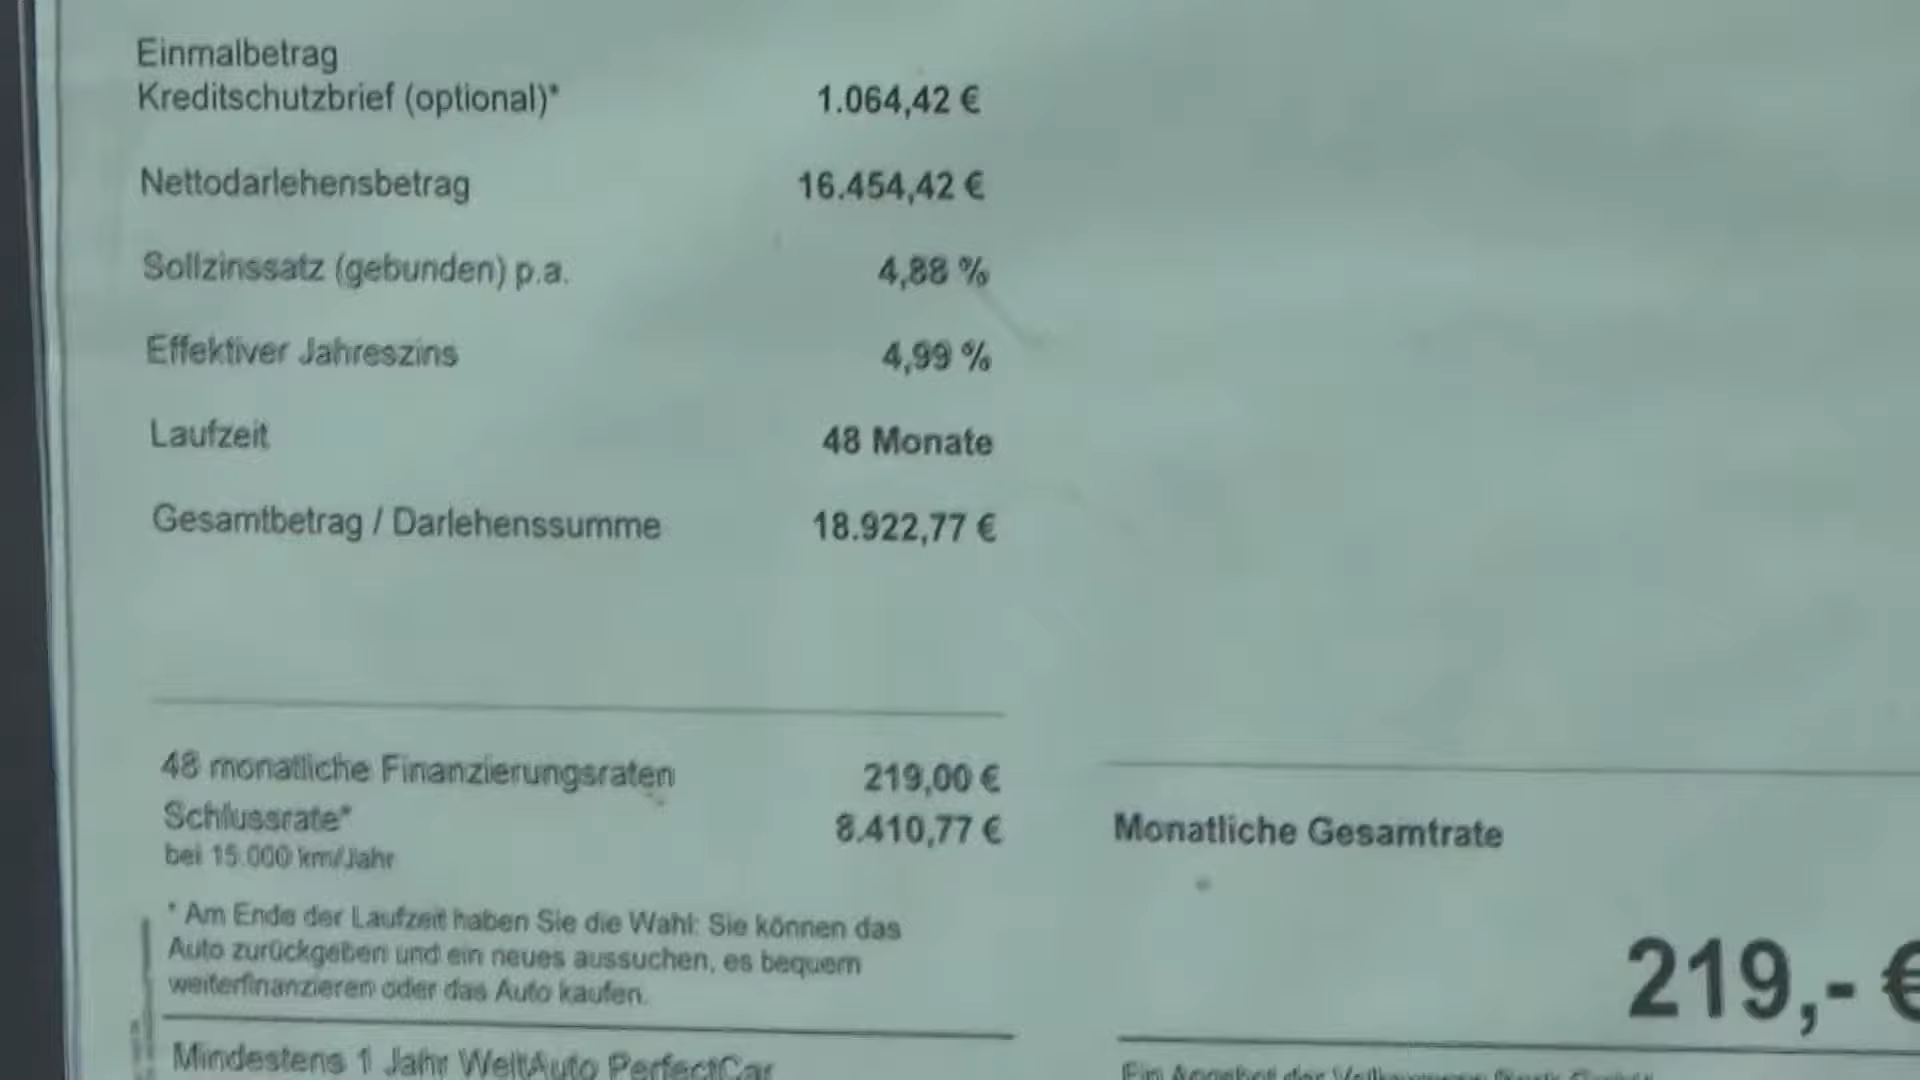 Einmalbetrag
Kreditschutzbrief (optional)* 1.064,42 €
Nettodarlehensbetrag 16.454,42 €
Sollzinssatz (gebunden) p.a. 4,88 %
Effektiver Jahreszins 4,99 %
Laufzeit 48 Monate
Gesamtbetrag / Darlehenssumme 18.922,77 €
48 monatliche Finanzierungsraten 219,00 €
Schlussrate* 8.410,77 €
bei 15.000 km/Jahr
Monatliche Gesamtrate
219,- €
* Am Ende der Laufzeit haben Sie die Wahl: Sie können das
Auto zurückgeben und ein neues aussuchen, es bequem
weiterfinanzieren oder das Auto kaufen.
Mindestens 1 Jahr WeltAuto PerfectCar
Ein Angebot der